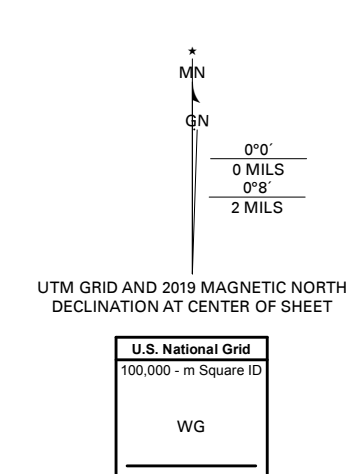 ★
MN
GN
0°0´
0 MILS
0°8´
2 MILS
UTM GRID AND 2019 MAGNETIC NORTH
DECLINATION AT CENTER OF SHEET
U.S. National Grid
100,000 - m Square ID
WG